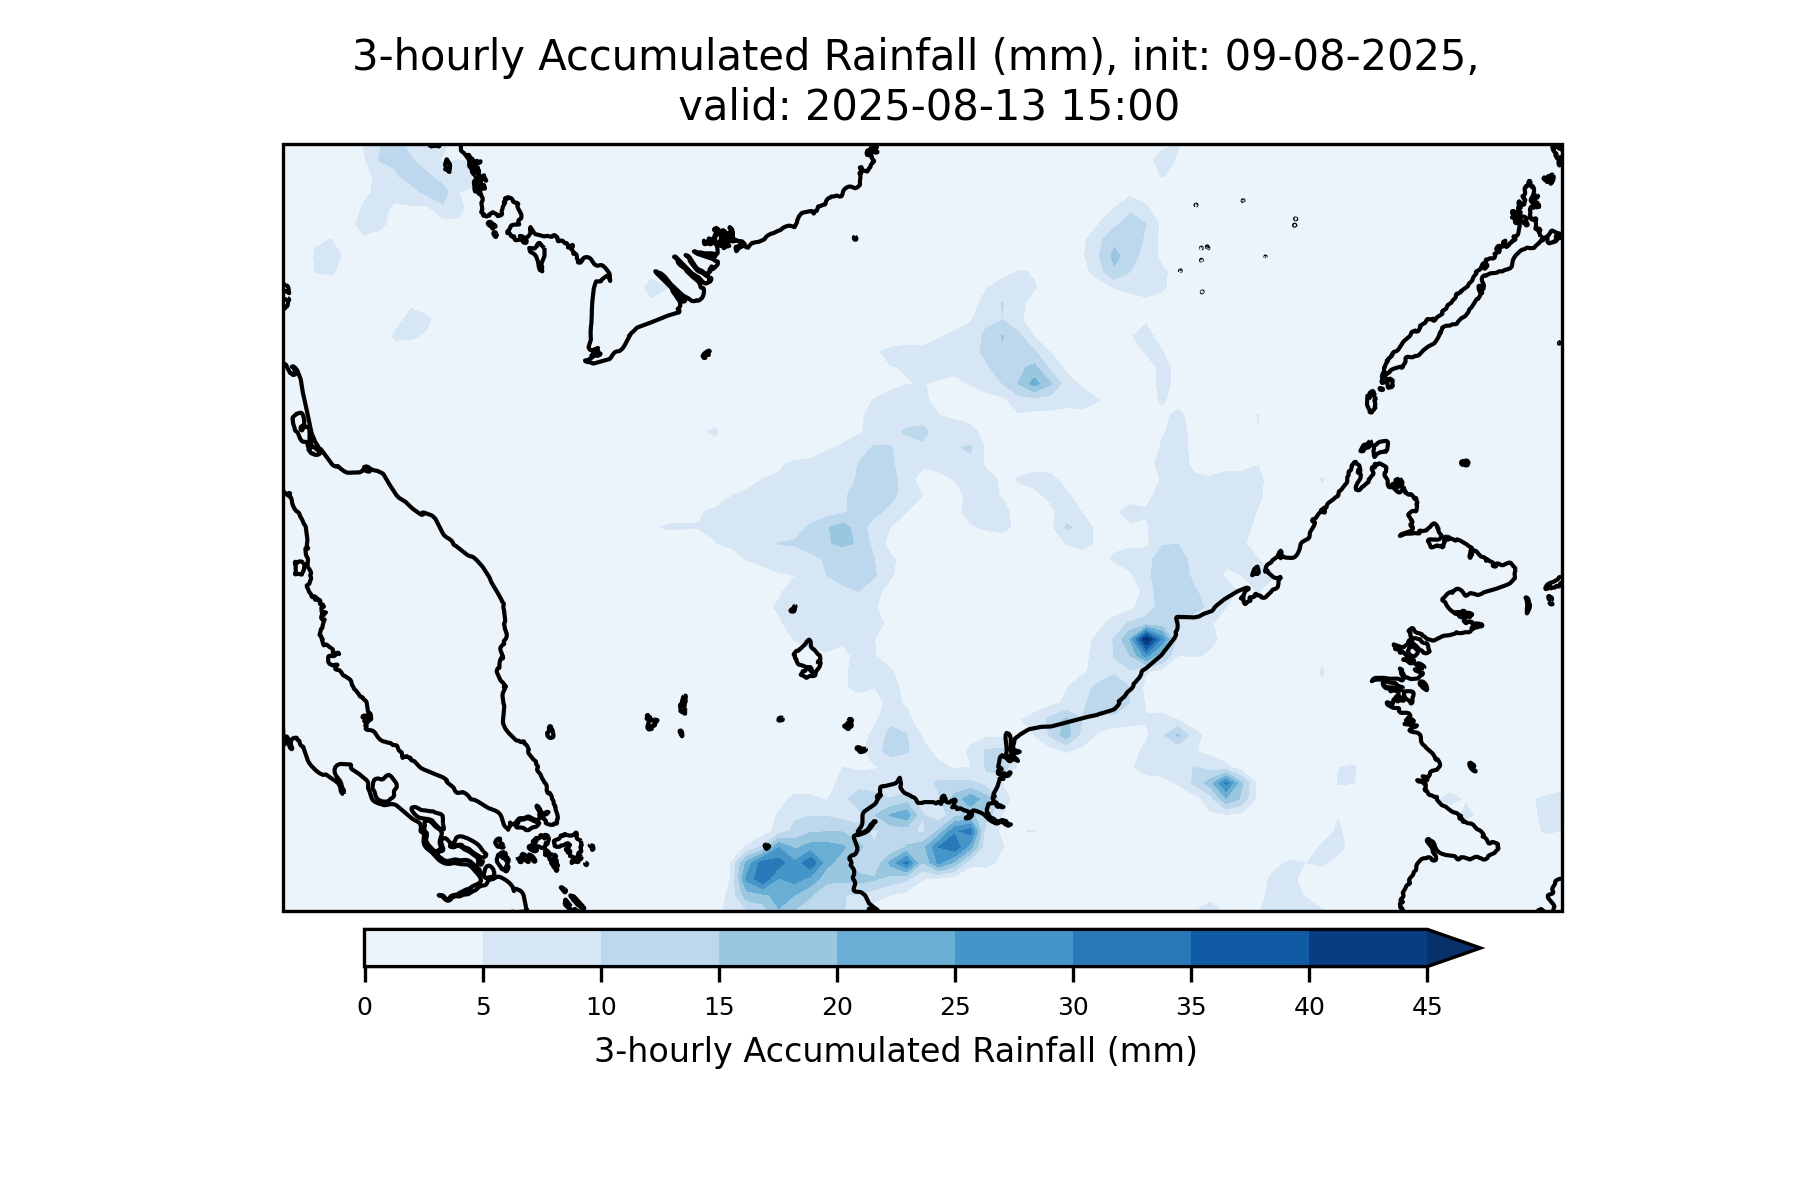 3-hourly Accumulated Rainfall (mm), init: 09-08-2025,
valid: 2025-08-13 15:00
0 5 10 15 20 25 30 35 40 45
3-hourly Accumulated Rainfall (mm)